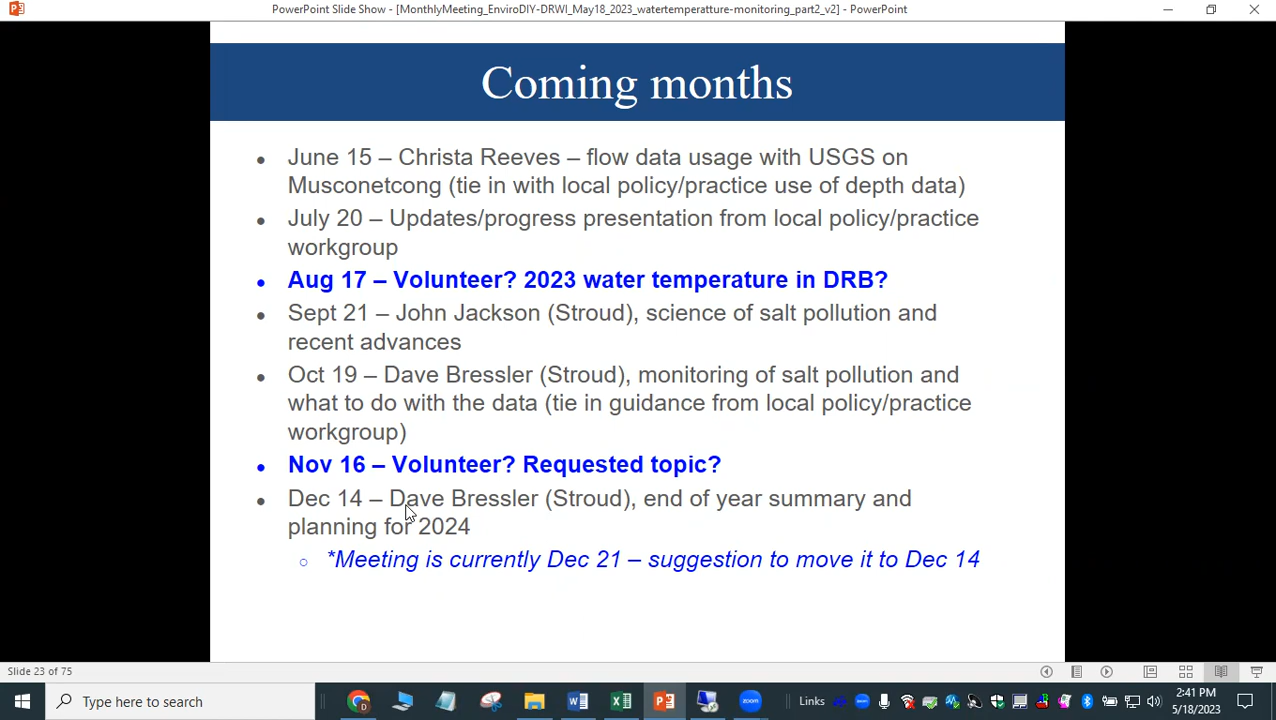 PowerPoint Slide Show - [MonthlyMeeting_EnviroDIY-DRWI_May18_2023_watertemperatture-monitoring_part2_v2] - PowerPoint
Coming months
• June 15 – Christa Reeves – flow data usage with USGS on
Musconetcong (tie in with local policy/practice use of depth data)
• July 20 – Updates/progress presentation from local policy/practice
workgroup
• Aug 17 – Volunteer? 2023 water temperature in DRB?
• Sept 21 – John Jackson (Stroud), science of salt pollution and
recent advances
• Oct 19 – Dave Bressler (Stroud), monitoring of salt pollution and
what to do with the data (tie in guidance from local policy/practice
workgroup)
• Nov 16 – Volunteer? Requested topic?
• Dec 14 – Dave Bressler (Stroud), end of year summary and
planning for 2024
○ *Meeting is currently Dec 21 – suggestion to move it to Dec 14
Slide 23 of 75
Type here to search
Links
2:41 PM
5/18/2023